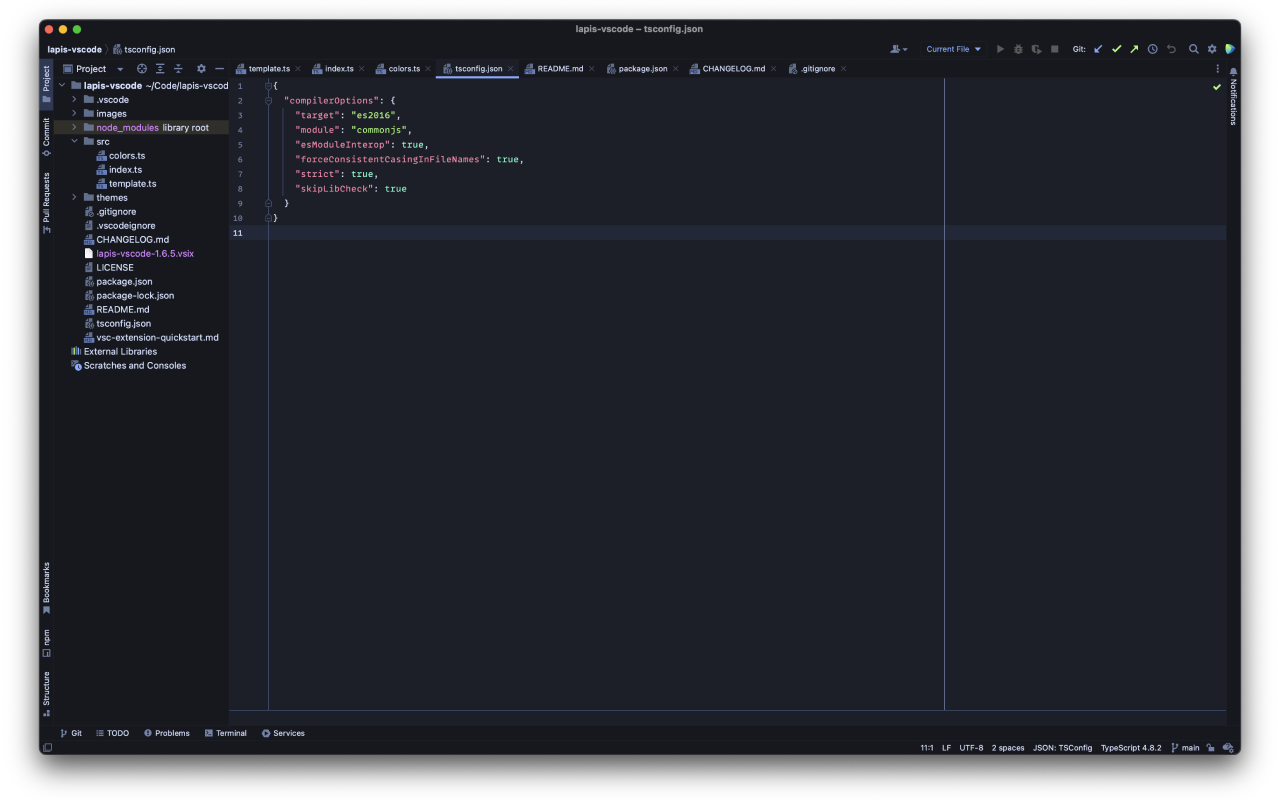 lapis-vscode – tsconfig.json
lapis-vscode
tsconfig.json
Current File
Git:
Project
template.ts
index.ts
colors.ts
tsconfig.json
README.md
package.json
CHANGELOG.md
.gitignore
Project
Commit
Pull Requests
Bookmarks
npm
Structure
Notifications
lapis-vscode ~/Code/lapis-vscod
.vscode
images
node_modules library root
src
colors.ts
index.ts
template.ts
themes
.gitignore
.vscodeignore
CHANGELOG.md
lapis-vscode-1.6.5.vsix
LICENSE
package.json
package-lock.json
README.md
tsconfig.json
vsc-extension-quickstart.md
External Libraries
Scratches and Consoles
1 {
2 "compilerOptions": {
3 "target": "es2016",
4 "module": "commonjs",
5 "esModuleInterop": true,
6 "forceConsistentCasingInFileNames": true,
7 "strict": true,
8 "skipLibCheck": true
9 }
10 }
11
Git TODO Problems Terminal Services
11:1 LF UTF-8 2 spaces JSON: TSConfig TypeScript 4.8.2 main